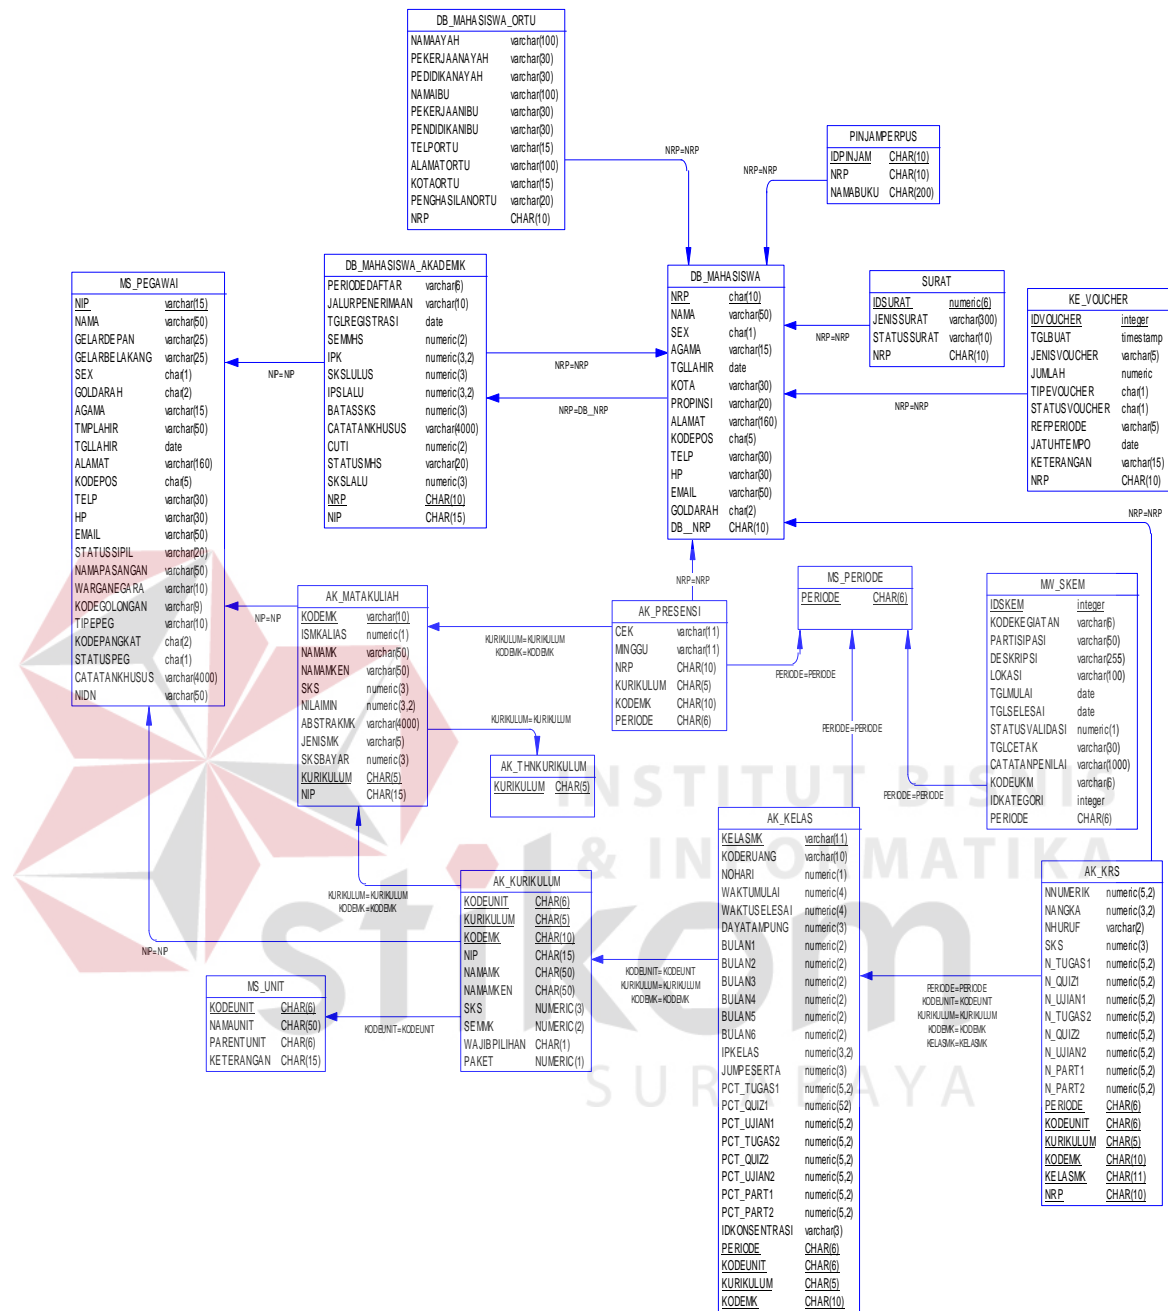 DB_MAHASISWA_ORTU
NAMAAYAH varchar(100)
PEKERJAANAYAH varchar(30)
PEDIDIKANAYAH varchar(30)
NAMAIBU varchar(100)
PEKERJAANIBU varchar(30)
PENDIDIKANIBU varchar(30)
TELPORTU varchar(15)
ALAMATORTU varchar(100)
KOTAORTU varchar(15)
PENGHASILANORTU varchar(20)
NRP CHAR(10)
NRP=NRP
PINJAMPERPUS
IDPINJAM CHAR(10)
NRP CHAR(10)
NAMABUKU CHAR(200)
NRP=NRP
MS_PEGAWAI
NIP varchar(15)
NAMA varchar(50)
GELARDEPAN varchar(25)
GELARBELAKANG varchar(25)
SEX char(1)
GOLDARAH char(2)
AGAMA varchar(15)
TMPLAHIR varchar(50)
TGLLAHIR date
ALAMAT varchar(160)
KODEPOS char(5)
TELP varchar(30)
HP varchar(30)
EMAIL varchar(50)
STATUSSIPIL varchar(20)
NAMAPASANGAN varchar(50)
WARGANEGARA varchar(10)
KODEGOLONGAN varchar(9)
TIPEPEG varchar(10)
KODEPANGKAT char(2)
STATUSPEG char(1)
CATATANKHUSUS varchar(4000)
NIDN varchar(50)
NIP=NIP
DB_MAHASISWA_AKADEMIK
PERIODEDAFTAR varchar(6)
JALURPENERIMAAN varchar(10)
TGLREGISTRASI date
SEMMHS numeric(2)
IPK numeric(3,2)
SKSLULUS numeric(3)
IPSLALU numeric(3,2)
BATASSKS numeric(3)
CATATANKHUSUS varchar(4000)
CUTI numeric(2)
STATUSMHS varchar(20)
SKSLALU numeric(3)
NRP CHAR(10)
NIP CHAR(15)
NRP=NRP
NRP=DB__NRP
DB_MAHASISWA
NRP char(10)
NAMA varchar(50)
SEX char(1)
AGAMA varchar(15)
TGLLAHIR date
KOTA varchar(30)
PROPINSI varchar(20)
ALAMAT varchar(160)
KODEPOS char(5)
TELP varchar(30)
HP varchar(30)
EMAIL varchar(50)
GOLDARAH char(2)
DB__NRP CHAR(10)
SURAT
IDSURAT numeric(6)
JENISSURAT varchar(300)
STATUSSURAT varchar(10)
NRP CHAR(10)
NRP=NRP
KE_VOUCHER
IDVOUCHER integer
TGLBUAT timestamp
JENISVOUCHER varchar(5)
JUMLAH numeric
TIPEVOUCHER char(1)
STATUSVOUCHER char(1)
REFPERIODE varchar(5)
JATUHTEMPO date
KETERANGAN varchar(15)
NRP CHAR(10)
NRP=NRP
NRP=NRP
NRP=NRP
AK_MATAKULIAH
KODEMK varchar(10)
ISMKALIAS numeric(1)
NAMAMK varchar(50)
NAMAMKEN varchar(50)
SKS numeric(3)
NILAIMIN numeric(3,2)
ABSTRAKMK varchar(4000)
JENISMK varchar(5)
SKSBAYAR numeric(3)
KURIKULUM CHAR(5)
NIP CHAR(15)
NIP=NIP
KURIKULUM=KURIKULUM
KODEMK=KODEMK
AK_PRESENSI
CEK varchar(11)
MINGGU varchar(11)
NRP CHAR(10)
KURIKULUM CHAR(5)
KODEMK CHAR(10)
PERIODE CHAR(6)
MS_PERIODE
PERIODE CHAR(6)
PERIODE=PERIODE
PERIODE=PERIODE
PERIODE=PERIODE
MW_SKEM
IDSKEM integer
KODEKEGIATAN varchar(6)
PARTISIPASI varchar(50)
DESKRIPSI varchar(255)
LOKASI varchar(100)
TGLMULAI date
TGLSELESAI date
STATUSVALIDASI numeric(1)
TGLCETAK varchar(30)
CATATANPENILAI varchar(1000)
KODEUKM varchar(6)
IDKATEGORI integer
PERIODE CHAR(6)
KURIKULUM=KURIKULUM
AK_THNKURIKULUM
KURIKULUM CHAR(5)
INSTITUT BISNIS
& INFORMATIKA
stikom
SURABAYA
KURIKULUM=KURIKULUM
KODEMK=KODEMK
NIP=NIP
AK_KURIKULUM
KODEUNIT CHAR(6)
KURIKULUM CHAR(5)
KODEMK CHAR(10)
NIP CHAR(15)
NAMAMK CHAR(50)
NAMAMKEN CHAR(50)
SKS NUMERIC(3)
SEMMK NUMERIC(2)
WAJIBPILIHAN CHAR(1)
PAKET NUMERIC(1)
MS_UNIT
KODEUNIT CHAR(6)
NAMAUNIT CHAR(50)
PARENTUNIT CHAR(6)
KETERANGAN CHAR(15)
KODEUNIT=KODEUNIT
KODEUNIT=KODEUNIT
KURIKULUM=KURIKULUM
KODEMK=KODEMK
AK_KELAS
KELASMK varchar(11)
KODERUANG varchar(10)
NOHARI numeric(1)
WAKTUMULAI numeric(4)
WAKTUSELESAI numeric(4)
DAYATAMPUNG numeric(3)
BULAN1 numeric(2)
BULAN2 numeric(2)
BULAN3 numeric(2)
BULAN4 numeric(2)
BULAN5 numeric(2)
BULAN6 numeric(2)
IPKELAS numeric(3,2)
JUMPESERTA numeric(3)
PCT_TUGAS1 numeric(5,2)
PCT_QUIZ1 numeric(52)
PCT_UJIAN1 numeric(5,2)
PCT_TUGAS2 numeric(5,2)
PCT_QUIZ2 numeric(5,2)
PCT_UJIAN2 numeric(5,2)
PCT_PART1 numeric(5,2)
PCT_PART2 numeric(5,2)
IDKONSENTRASI varchar(3)
PERIODE CHAR(6)
KODEUNIT CHAR(6)
KURIKULUM CHAR(5)
KODEMK CHAR(10)
PERIODE=PERIODE
KODEUNIT=KODEUNIT
KURIKULUM=KURIKULUM
KODEMK=KODEMK
KELASMK=KELASMK
AK_KRS
NNUMERIK numeric(5,2)
NANGKA numeric(3,2)
NHURUF varchar(2)
SKS numeric(3)
N_TUGAS1 numeric(5,2)
N_QUIZ1 numeric(5,2)
N_UJIAN1 numeric(5,2)
N_TUGAS2 numeric(5,2)
N_QUIZ2 numeric(5,2)
N_UJIAN2 numeric(5,2)
N_PART1 numeric(5,2)
N_PART2 numeric(5,2)
PERIODE CHAR(6)
KODEUNIT CHAR(6)
KURIKULUM CHAR(5)
KODEMK CHAR(10)
KELASMK CHAR(11)
NRP CHAR(10)